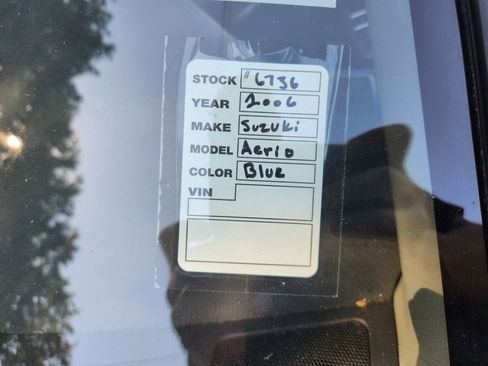 STOCK #6736
YEAR 2006
MAKE Suzuki
MODEL Aerio
COLOR Blue
VIN